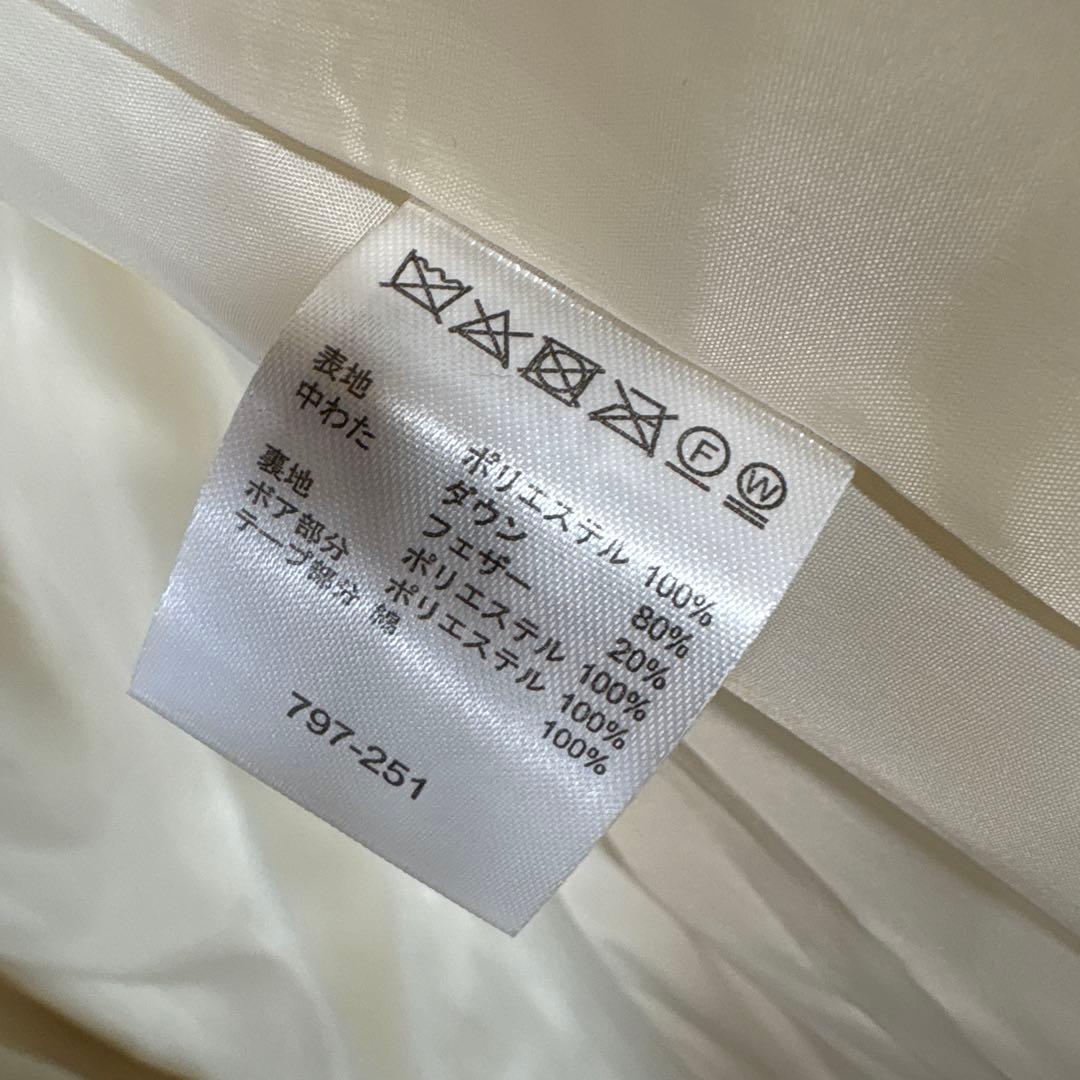 F W
表地 ポリエステル 100%
中わた ダウン 80%
フェザー 20%
裏地 ポリエステル 100%
ボア部分 ポリエステル 100%
テープ部分 綿 100%
797-251